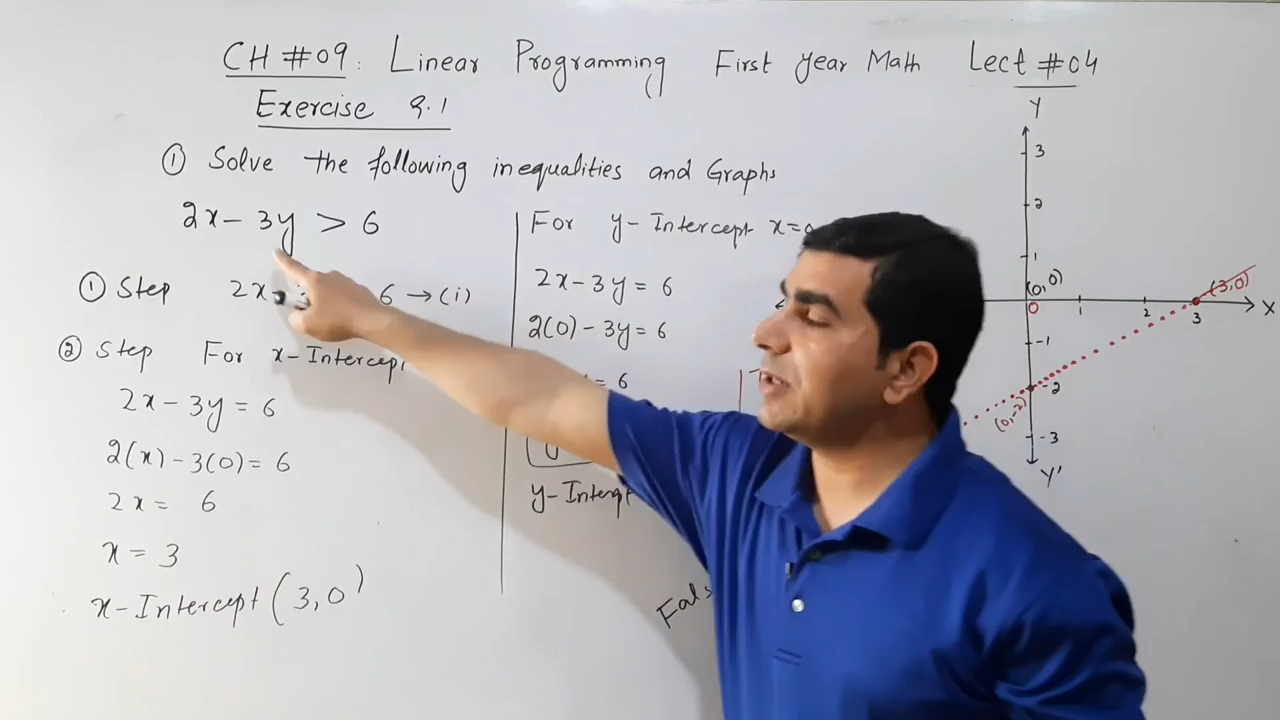 CH #09: Linear Programming First year Math Lect #04
Exercise 9.1
① Solve the following inequalities and Graphs
2x - 3y > 6
① Step 2x 6 → (i)
② Step For x-Intercept
2x - 3y = 6
2(x) - 3(0) = 6
2x = 6
x = 3
x-Intercept (3,0)
For y-Intercept x=0
2x - 3y = 6
2(0) - 3y = 6
= 6
y-Intercpt
Fals
Y
3
2
1
(0,0)
0
1
2
3
(3,0)
X
-1
-2
(0,-2)
-3
Y'